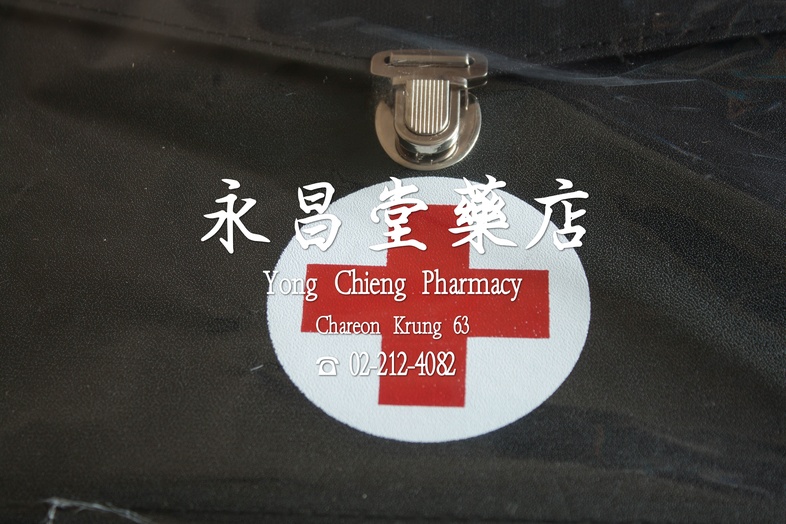 永昌堂藥店
Yong Chieng Pharmacy
Chareon Krung 63
☎ 02-212-4082